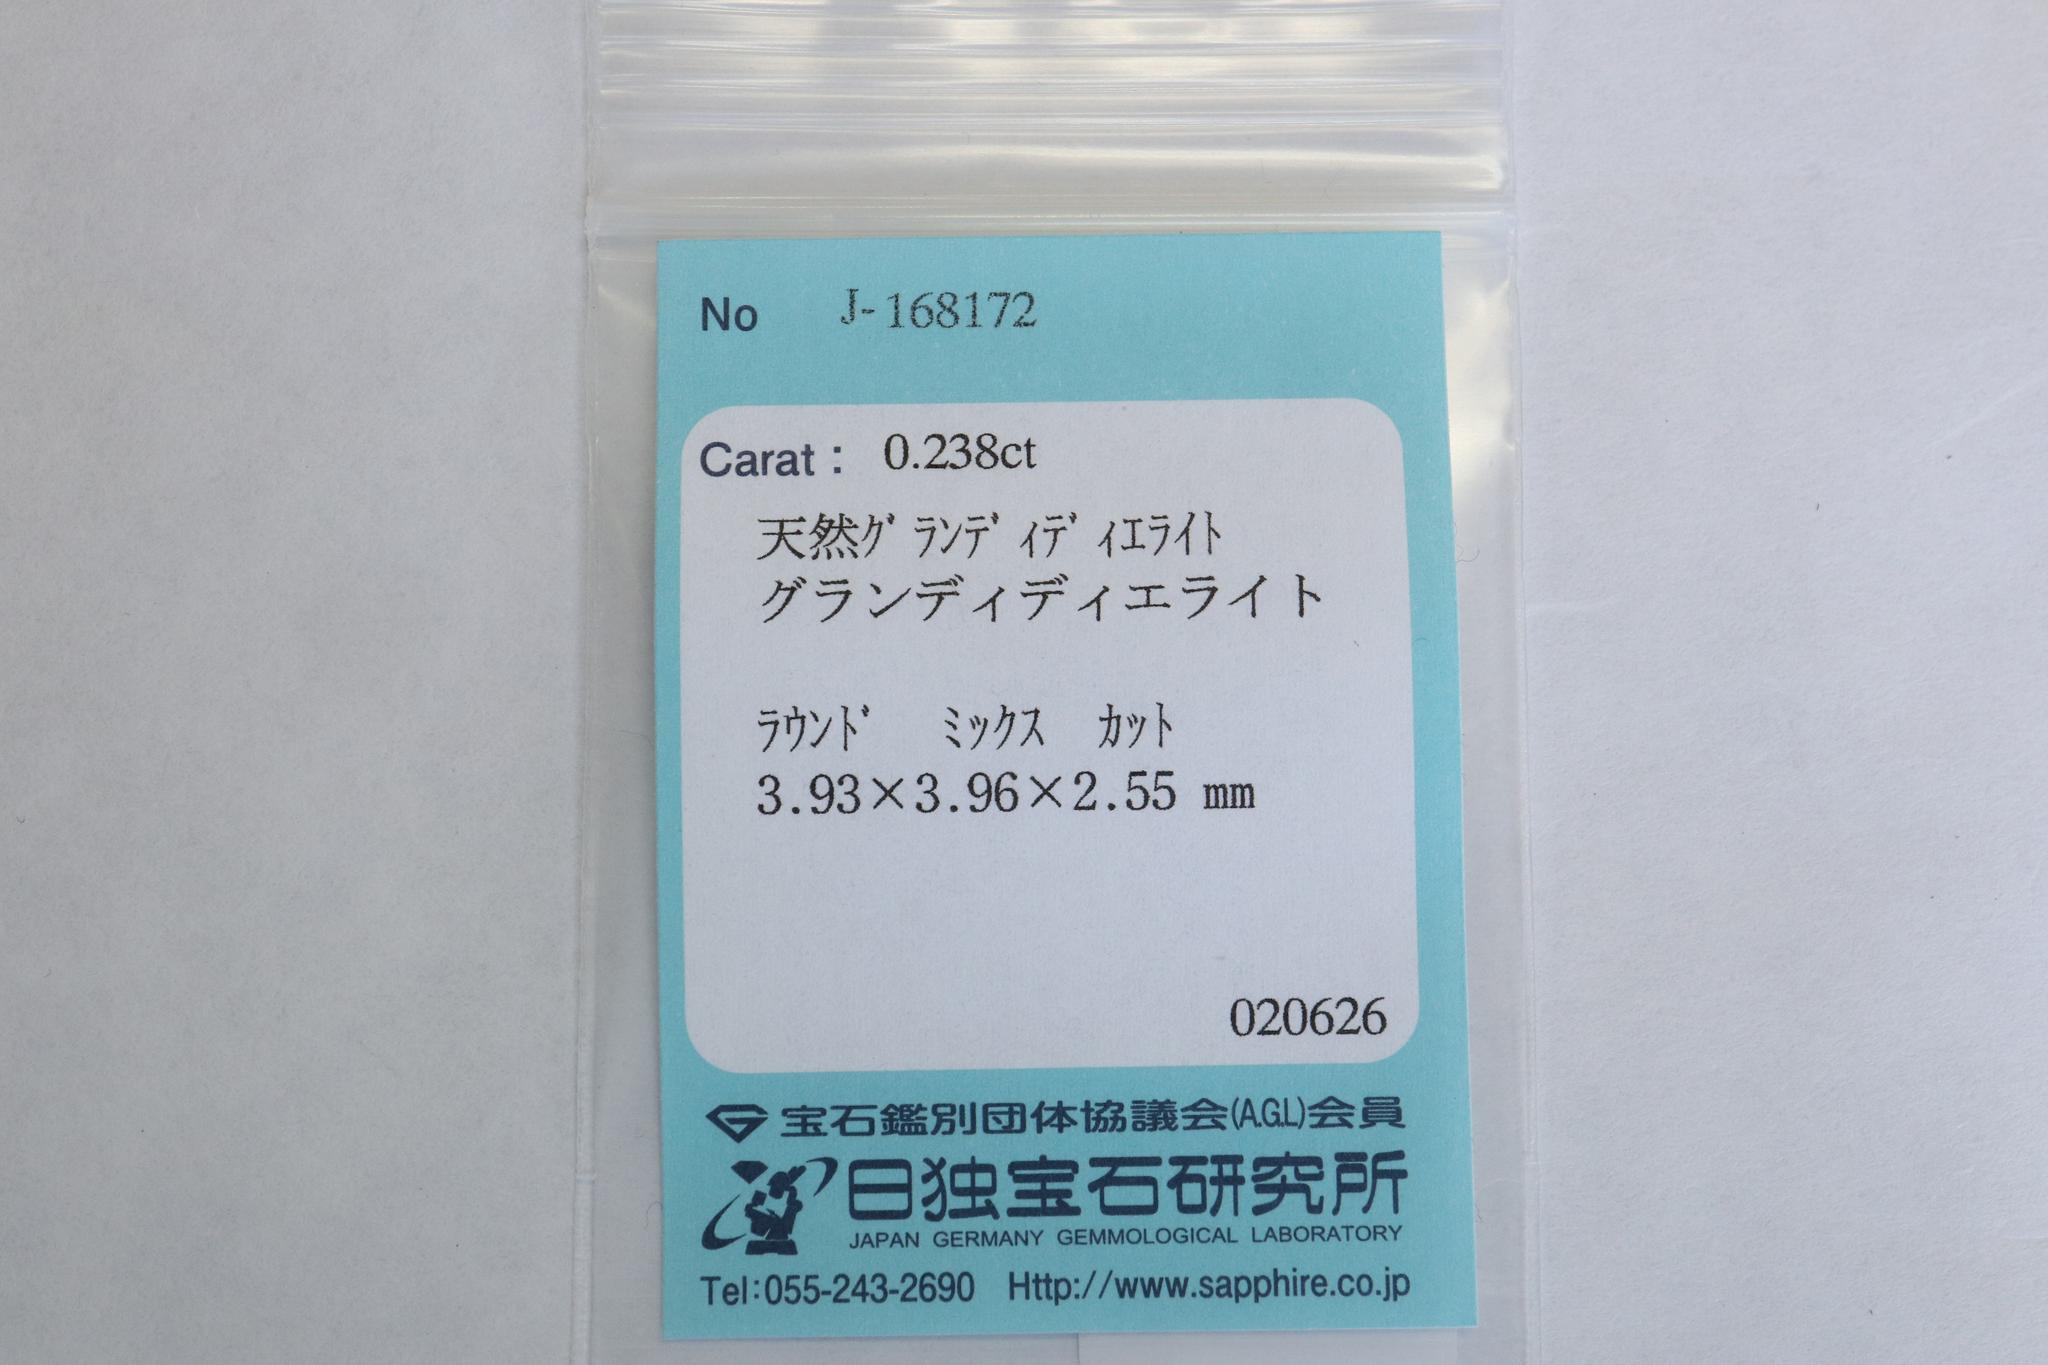 No J-168172
Carat : 0.238ct
天然ｸﾞﾗﾝﾃﾞｨﾃﾞｨｴﾗｲﾄ
グランディディエライト
ﾗｳﾝﾄﾞ ﾐｯｸｽ ｶｯﾄ
3.93×3.96×2.55 mm
020626
宝石鑑別団体協議会(A.G.L)会員
日独宝石研究所
JAPAN GERMANY GEMMOLOGICAL LABORATORY
Tel:055-243-2690 Http://www.sapphire.co.jp